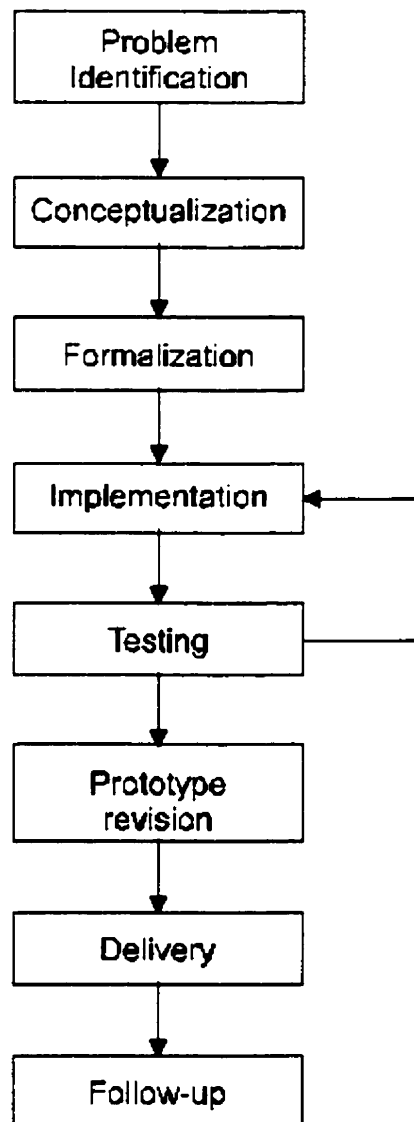 Problem
Identification
Conceptualization
Formalization
Implementation
Testing
Prototype
revision
Delivery
Follow-up